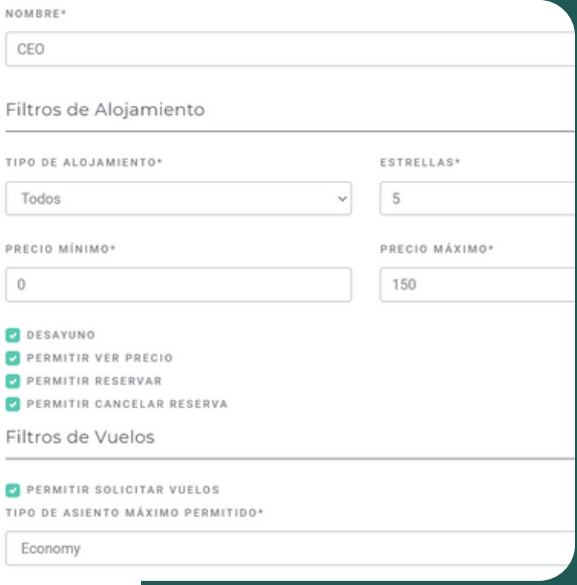 NOMBRE*
CEO
Filtros de Alojamiento
TIPO DE ALOJAMIENTO* ESTRELLAS*
Todos 5
PRECIO MÍNIMO* PRECIO MÁXIMO*
0 150
DESAYUNO
PERMITIR VER PRECIO
PERMITIR RESERVAR
PERMITIR CANCELAR RESERVA
Filtros de Vuelos
PERMITIR SOLICITAR VUELOS
TIPO DE ASIENTO MÁXIMO PERMITIDO*
Economy